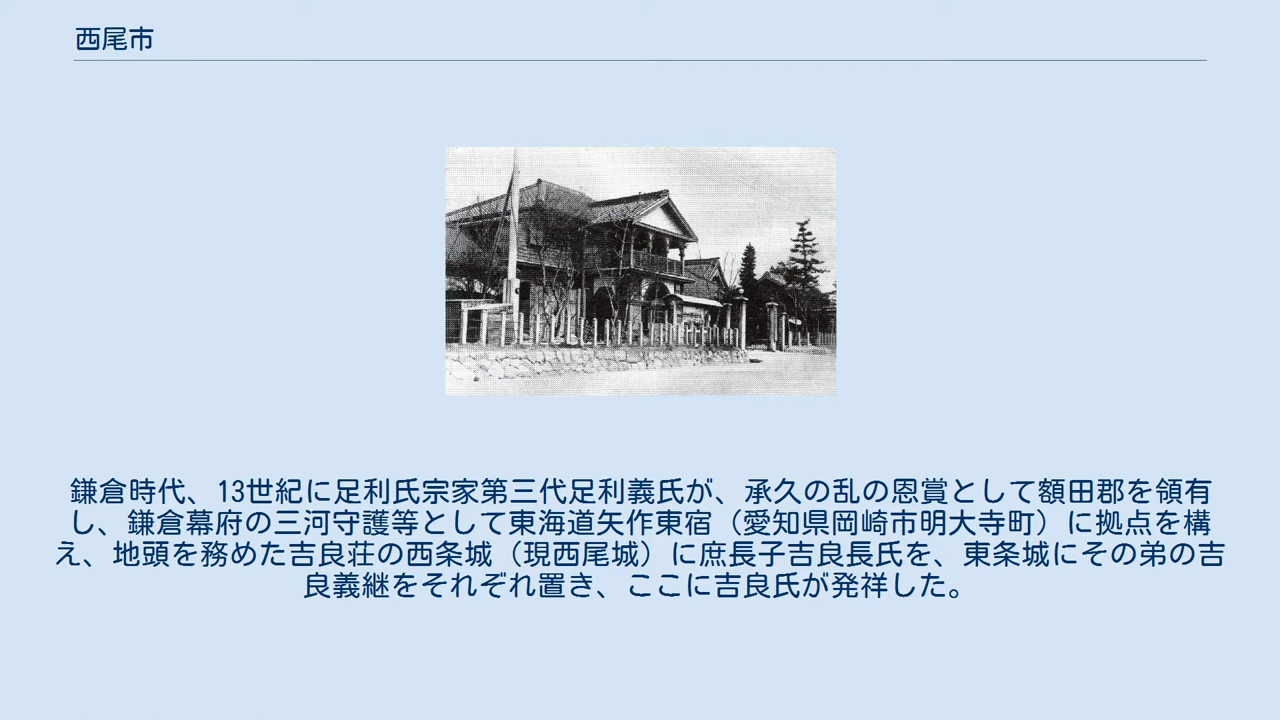 西尾市
鎌倉時代、13世紀に足利氏宗家第三代足利義氏が、承久の乱の恩賞として額田郡を領有
し、鎌倉幕府の三河守護等として東海道矢作東宿（愛知県岡崎市明大寺町）に拠点を構
え、地頭を務めた吉良荘の西条城（現西尾城）に庶長子吉良長氏を、東条城にその弟の吉
良義継をそれぞれ置き、ここに吉良氏が発祥した。